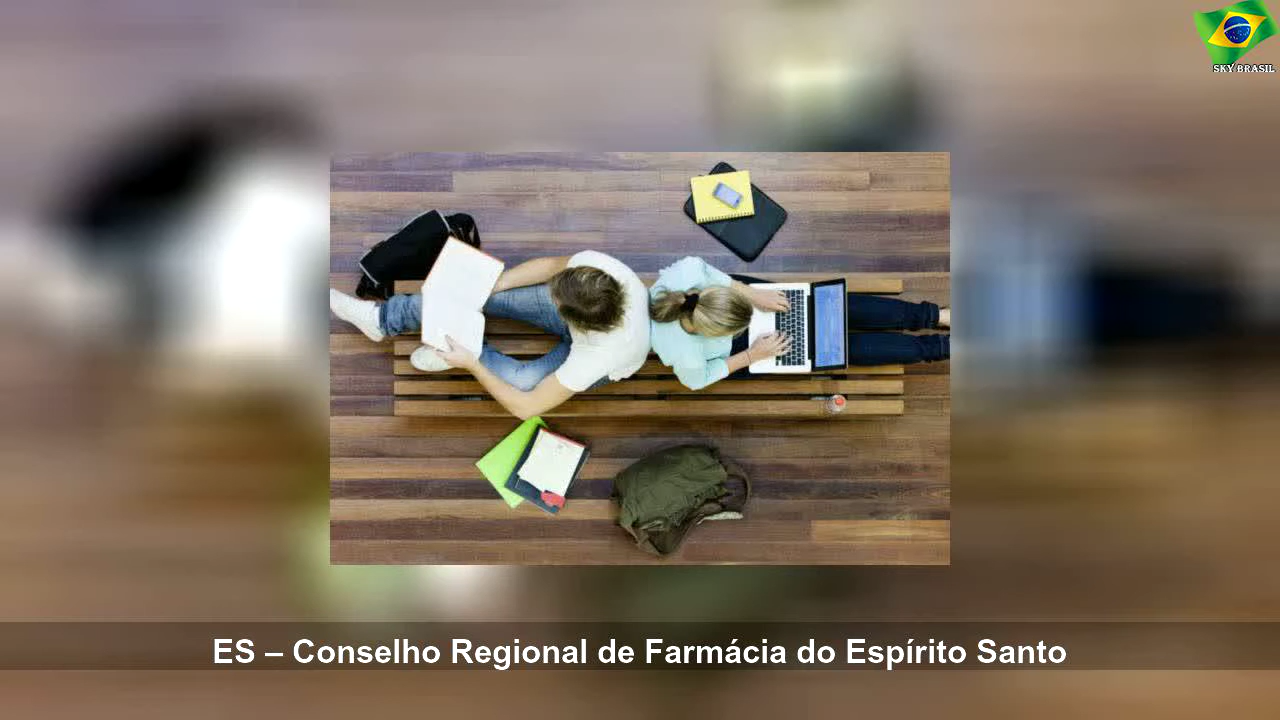 SKY BRASIL
ES – Conselho Regional de Farmácia do Espírito Santo